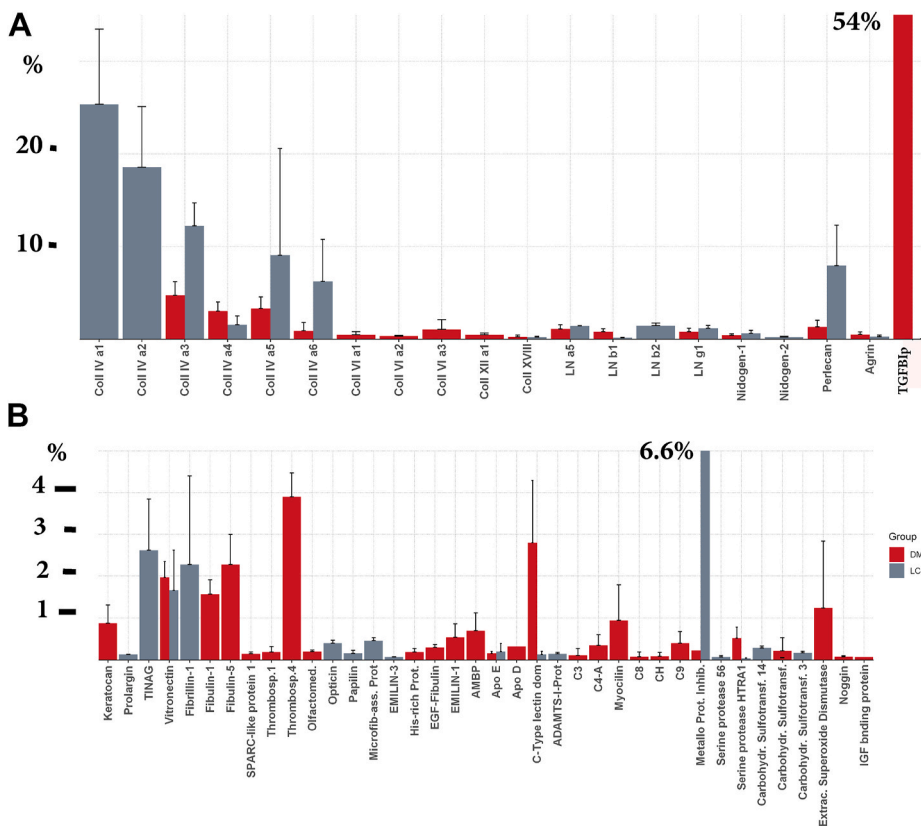 A
54%
%
20
10
Coll IV a1
Coll IV a2
Coll IV a3
Coll IV a4
Coll IV a5
Coll IV a6
Coll VI a1
Coll VI a2
Coll VI a3
Coll XII a1
Coll XVIII
LN a5
LN b1
LN b2
LN g1
Nidogen-1
Nidogen-2
Perlecan
Agrin
TGFBIp
B
%
6.6%
4
3
2
1
Group
DM
LC
Keratocan
Prolargin
TINAG
Vitronectin
Fibrillin-1
Fibulin-1
Fibulin-5
SPARC-like protein 1
Thrombosp.1
Thrombosp.4
Olfactomed.
Opticin
Papilin
Microfib-ass. Prot
EMILIN-3
His-rich Prot.
EGF-Fibulin
EMILIN-1
AMBP
Apo E
Apo D
C-Type lectin dom
ADAMTS-l-Prot
C3
C4-A
Myocilin
C8
CH
C9
Metallo Prot. Inhib.
Serine protease 56
Serine protease HTRA1
Carbohydr. Sulfotransf. 14
Carbohydr. Sulfotransf.
Carbohydr. Sulfotransf. 3
Extrac. Superoxide Dismutase
Noggin
IGF bnding protein